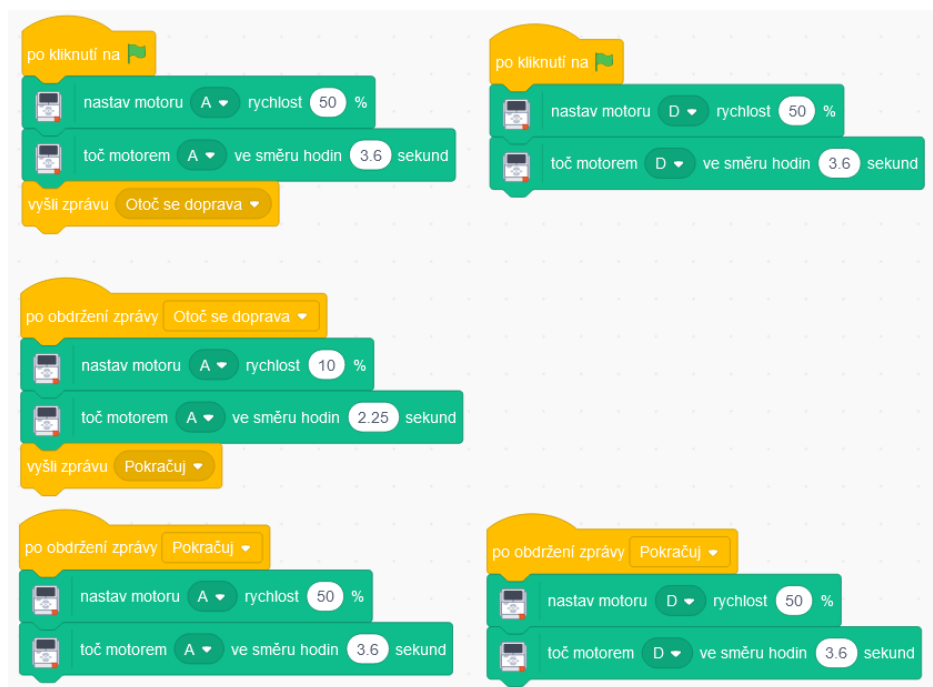 po kliknutí na
nastav motoru A rychlost 50 %
toč motorem A ve směru hodin 3.6 sekund
vyšli zprávu Otoč se doprava
po kliknutí na
nastav motoru D rychlost 50 %
toč motorem D ve směru hodin 3.6 sekund
po obdržení zprávy Otoč se doprava
nastav motoru A rychlost 10 %
toč motorem A ve směru hodin 2.25 sekund
vyšli zprávu Pokračuj
po obdržení zprávy Pokračuj
nastav motoru A rychlost 50 %
toč motorem A ve směru hodin 3.6 sekund
po obdržení zprávy Pokračuj
nastav motoru D rychlost 50 %
toč motorem D ve směru hodin 3.6 sekund